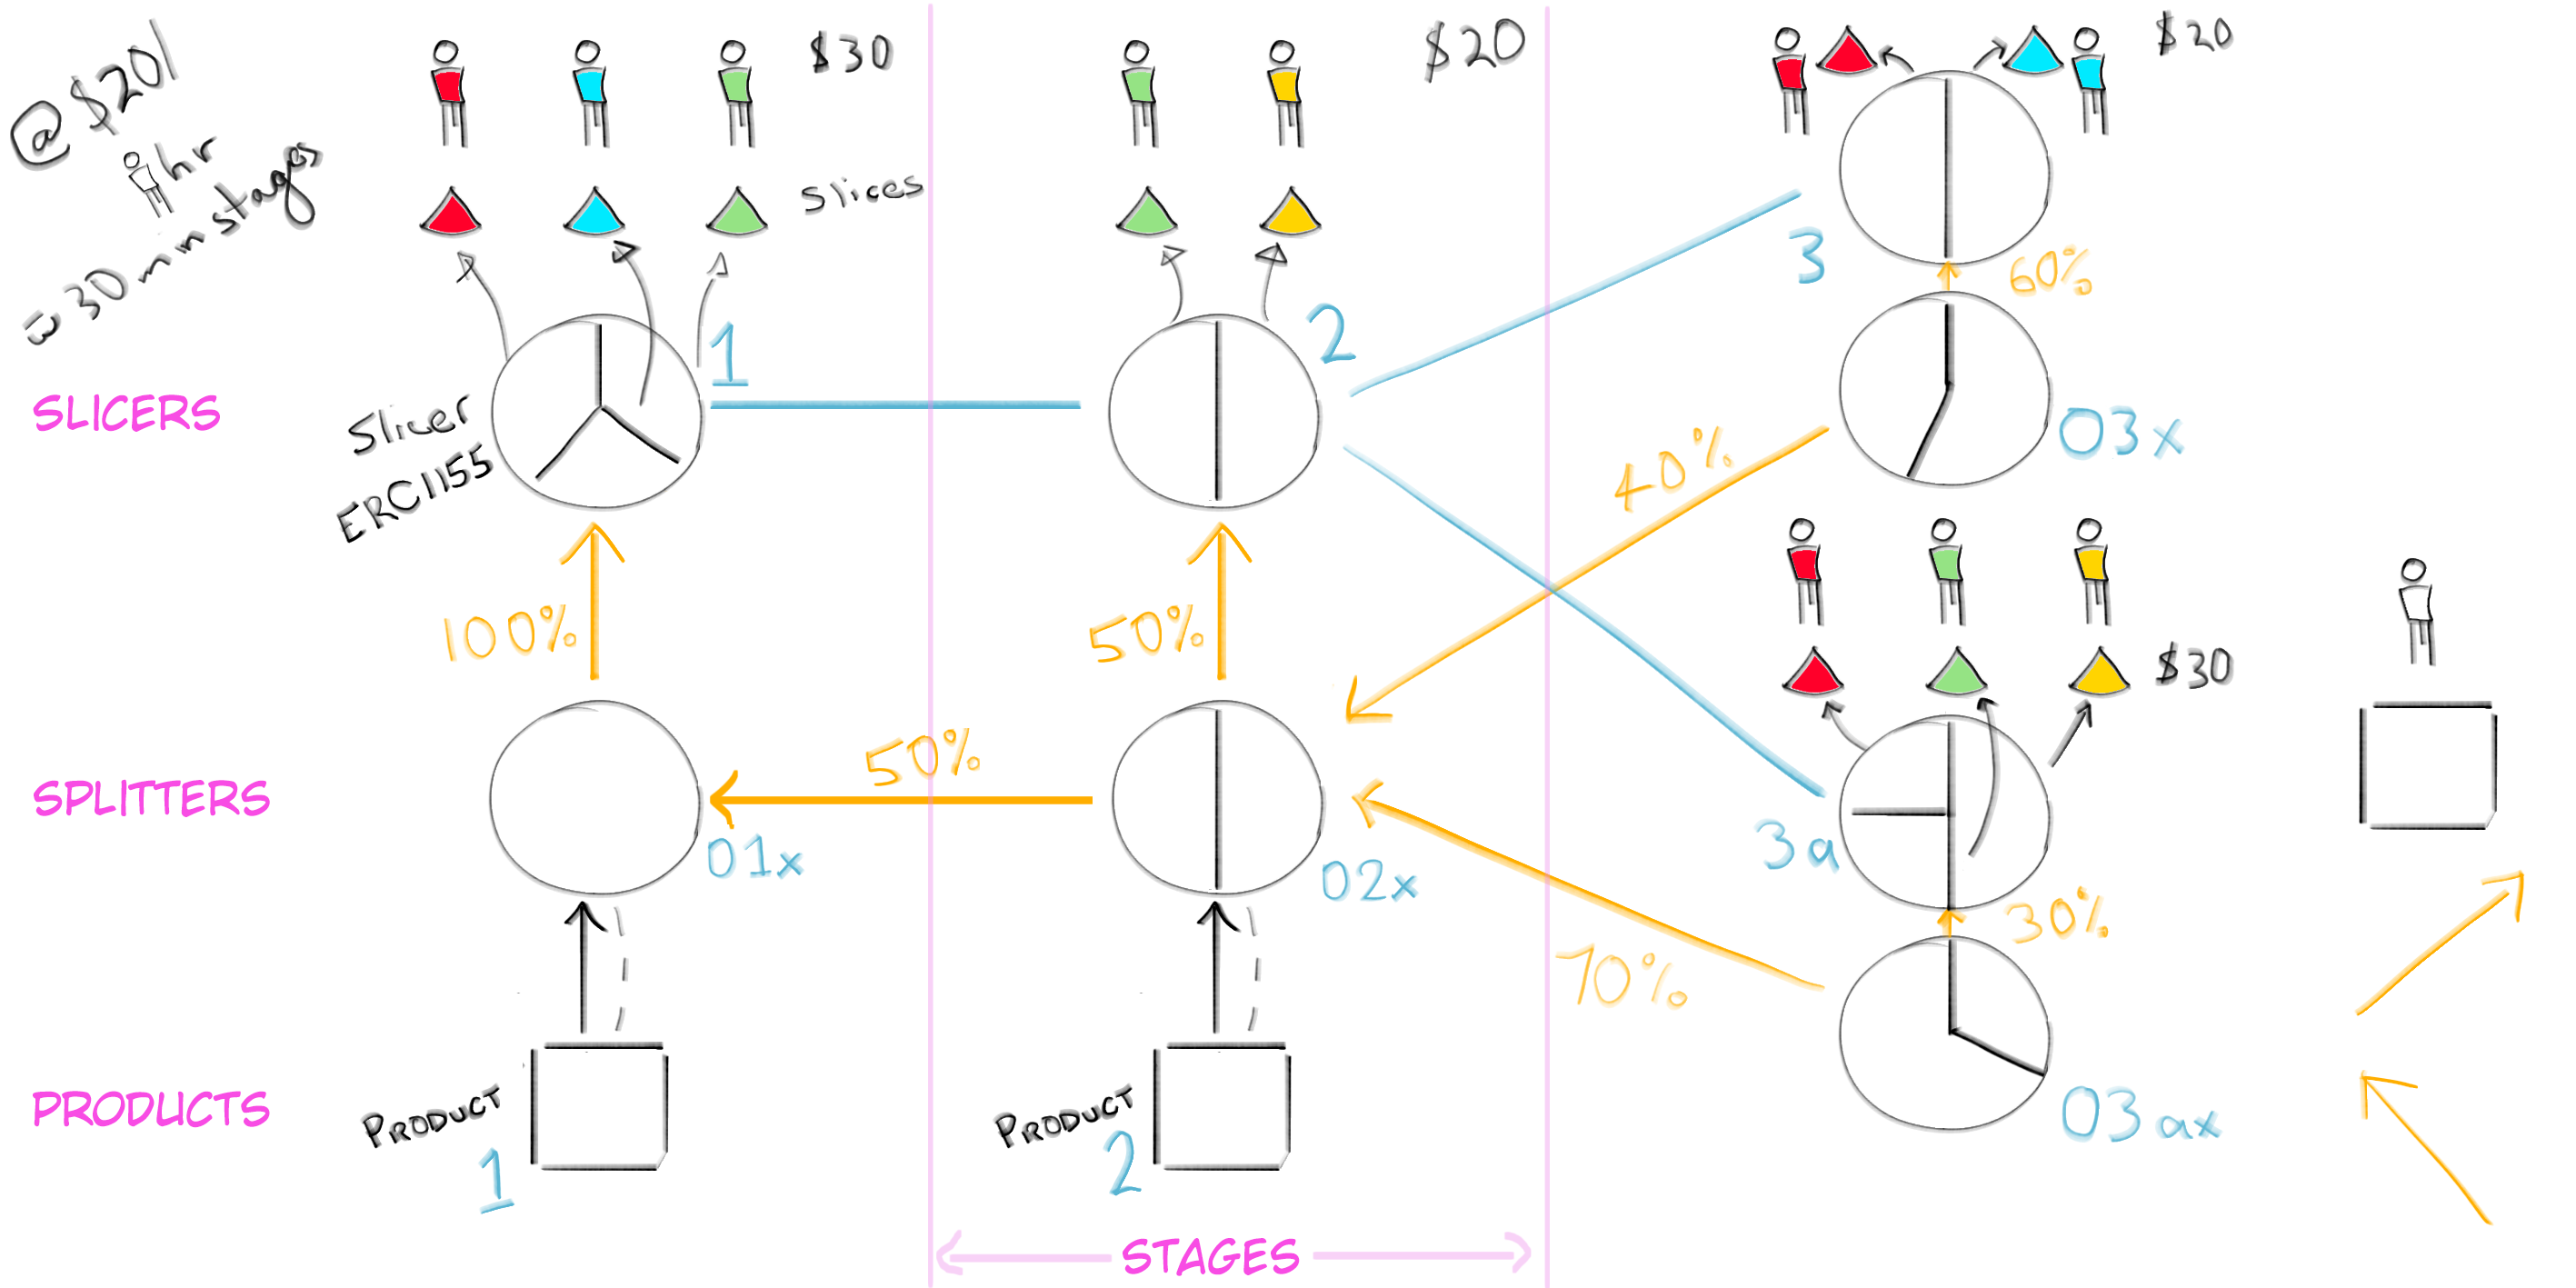 @ $20/
hr
≈ 30 min stages
$30
$20
$20
slices
3
60%
1
2
SLICERS
Slicer
ERC1155
03x
40%
100%
50%
$30
50%
SPLITTERS
01x
02x
3a
30%
70%
PRODUCT
1
PRODUCT
2
PRODUCTS
03ax
STAGES